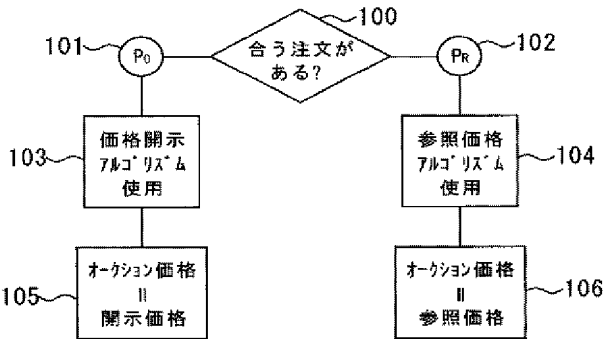 100
101
P0
合う注文が
ある?
PR
102
価格開示
アルゴリズム
使用
103
参照価格
アルゴリズム
使用
104
オークション価格
॥
開示価格
105
オークション価格
॥
参照価格
106